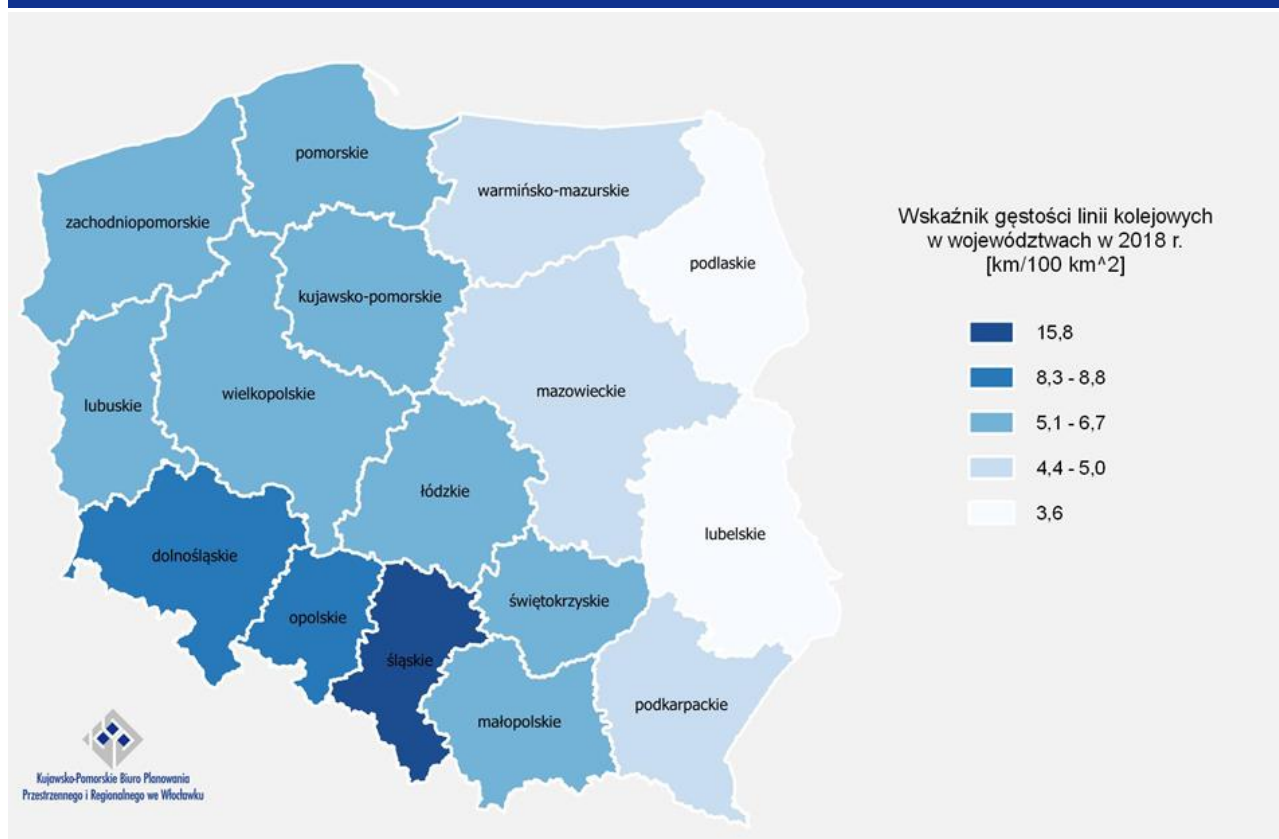 pomorskie
warmińsko-mazurskie
zachodniopomorskie
podlaskie
kujawsko-pomorskie
mazowieckie
wielkopolskie
lubuskie
łódzkie
lubelskie
dolnośląskie
świętokrzyskie
opolskie
śląskie
podkarpackie
małopolskie
Wskaźnik gęstości linii kolejowych
w województwach w 2018 r.
[km/100 km^2]
15,8
8,3 - 8,8
5,1 - 6,7
4,4 - 5,0
3,6
Kujawsko-Pomorskie Biuro Planowania
Przestrzennego i Regionalnego we Włocławku